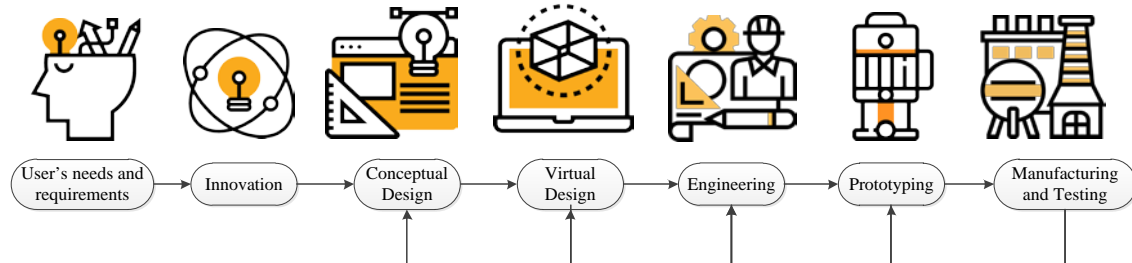 User's needs and
requirements
Innovation
Conceptual
Design
Virtual
Design
Engineering
Prototyping
Manufacturing
and Testing